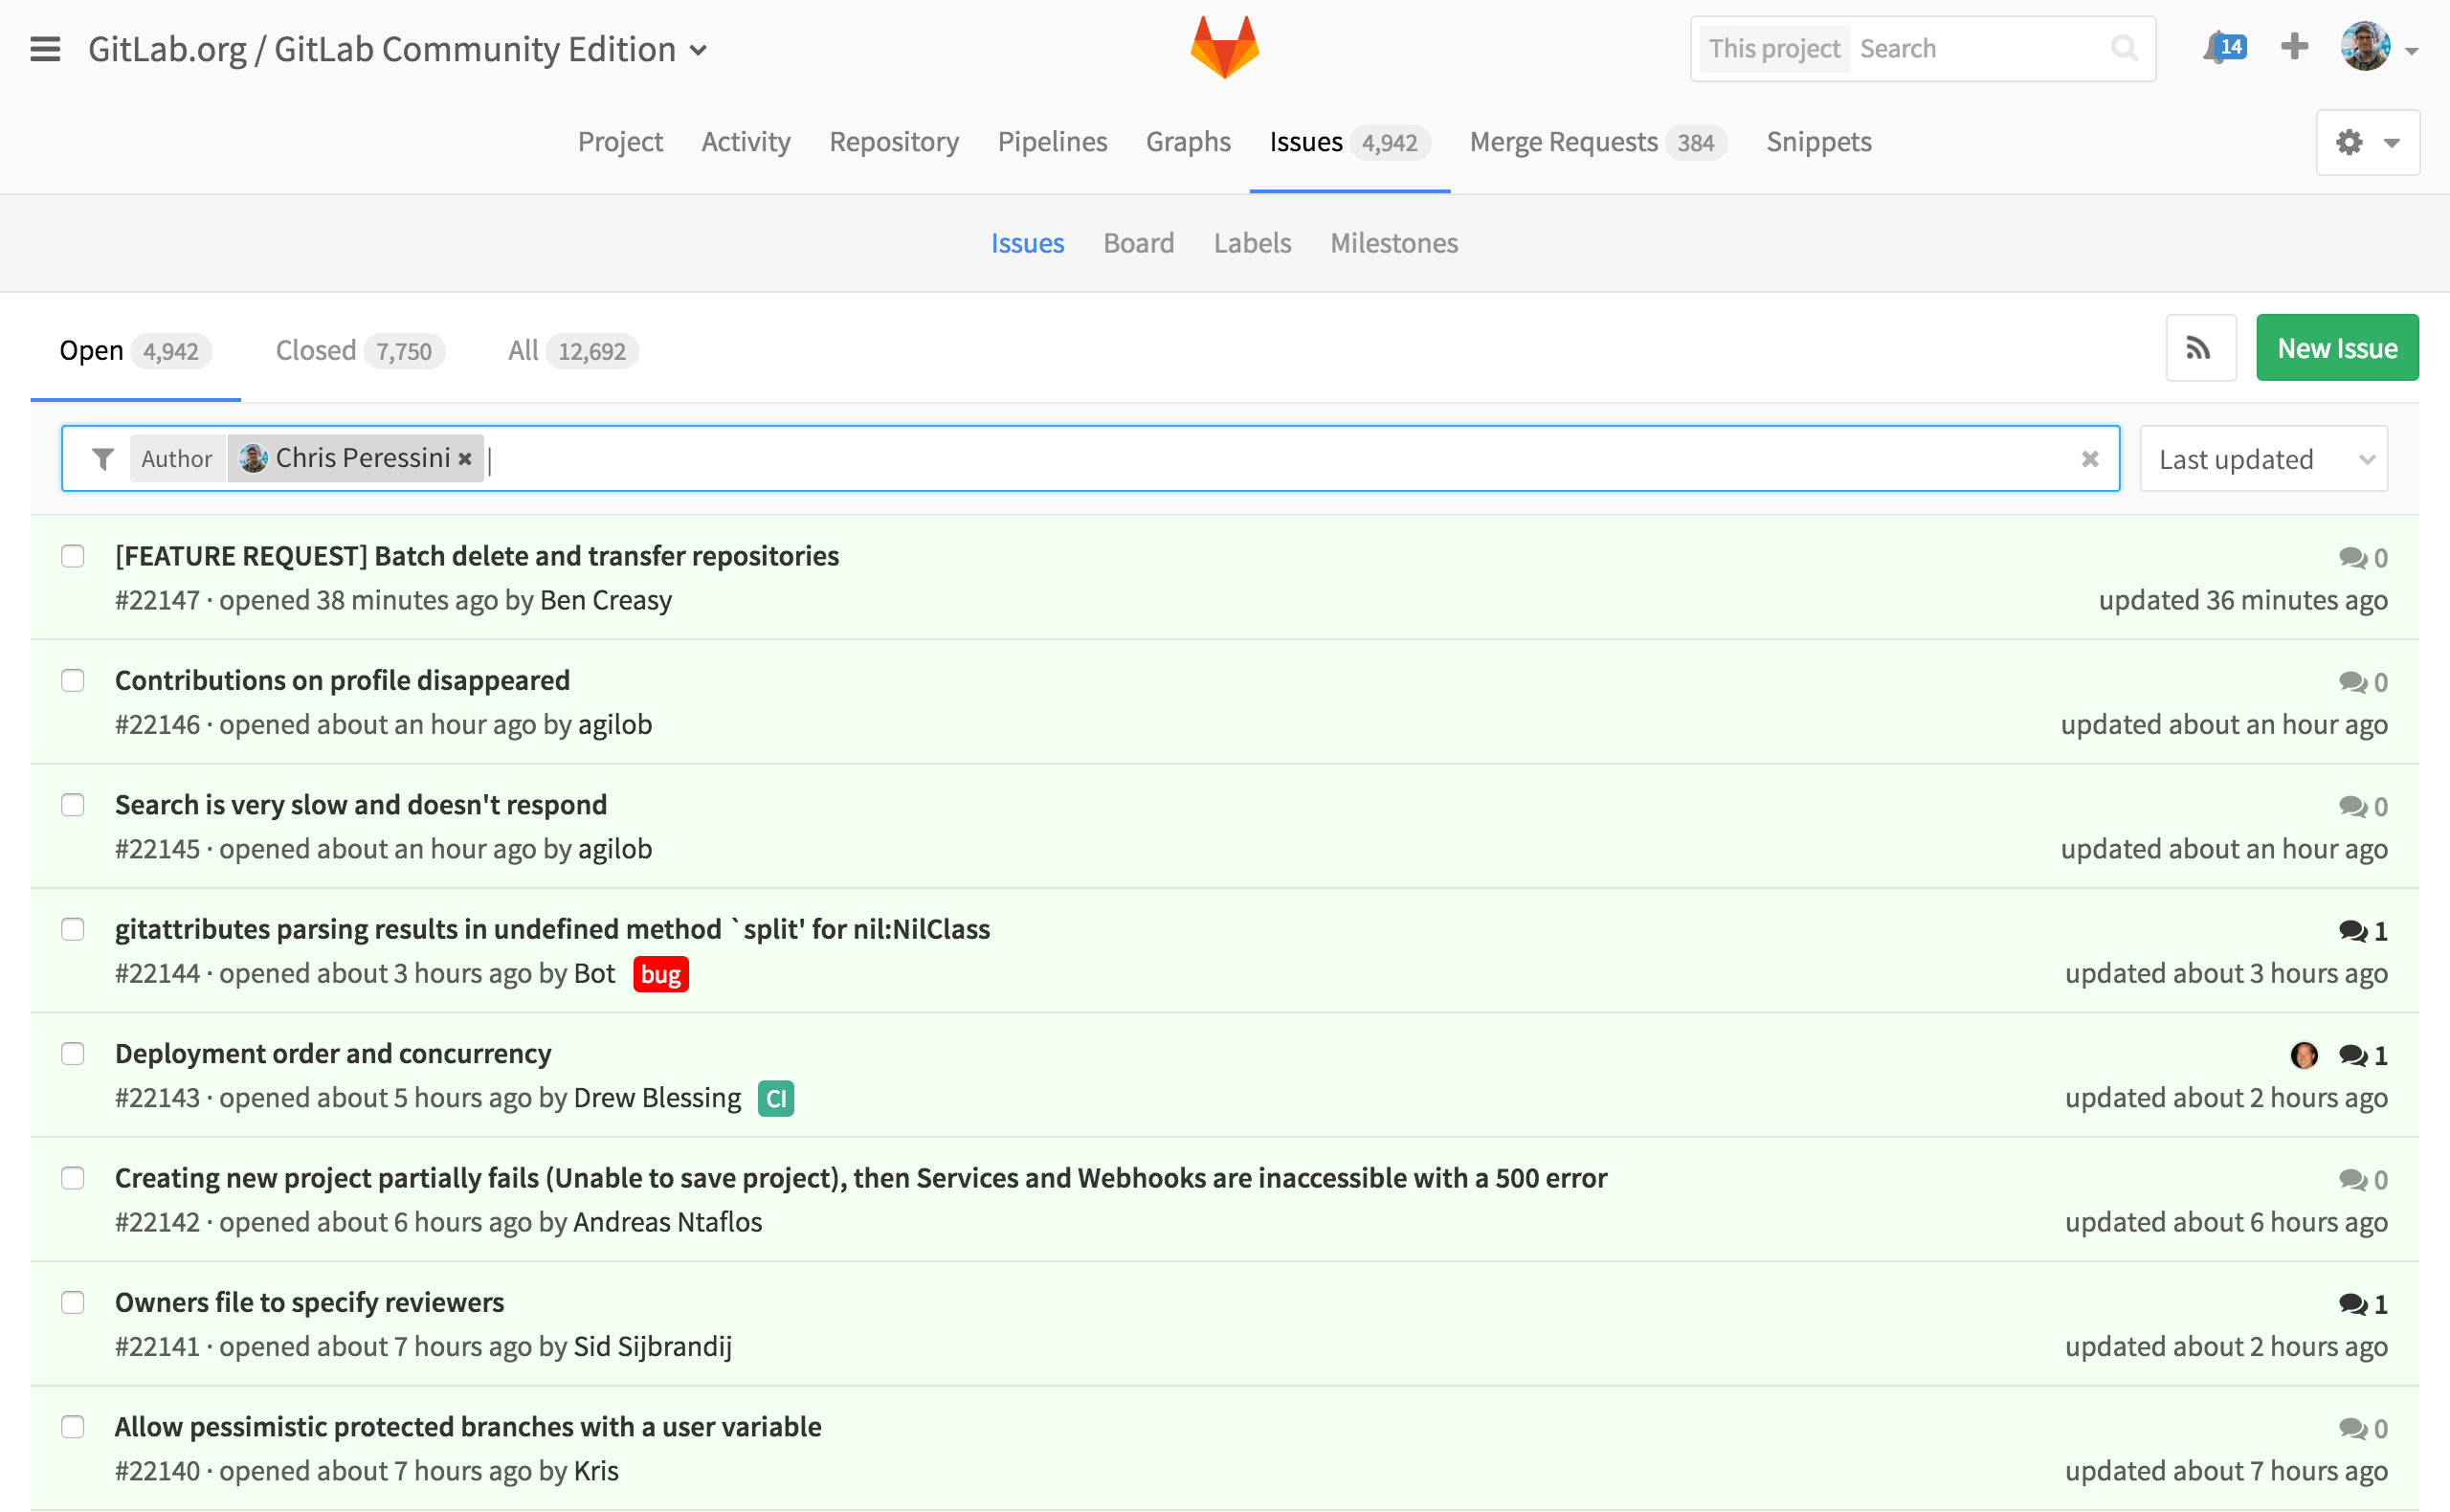 GitLab.org / GitLab Community Edition
This project Search
14
Project Activity Repository Pipelines Graphs Issues 4,942 Merge Requests 384 Snippets
Issues Board Labels Milestones
Open 4,942 Closed 7,750 All 12,692
New Issue
Author Chris Peressini
Last updated
[FEATURE REQUEST] Batch delete and transfer repositories
0
#22147 · opened 38 minutes ago by Ben Creasy
updated 36 minutes ago
Contributions on profile disappeared
0
#22146 · opened about an hour ago by agilob
updated about an hour ago
Search is very slow and doesn't respond
0
#22145 · opened about an hour ago by agilob
updated about an hour ago
gitattributes parsing results in undefined method `split' for nil:NilClass
1
#22144 · opened about 3 hours ago by Bot bug
updated about 3 hours ago
Deployment order and concurrency
1
#22143 · opened about 5 hours ago by Drew Blessing CI
updated about 2 hours ago
Creating new project partially fails (Unable to save project), then Services and Webhooks are inaccessible with a 500 error
0
#22142 · opened about 6 hours ago by Andreas Ntaflos
updated about 6 hours ago
Owners file to specify reviewers
1
#22141 · opened about 7 hours ago by Sid Sijbrandij
updated about 2 hours ago
Allow pessimistic protected branches with a user variable
0
#22140 · opened about 7 hours ago by Kris
updated about 7 hours ago